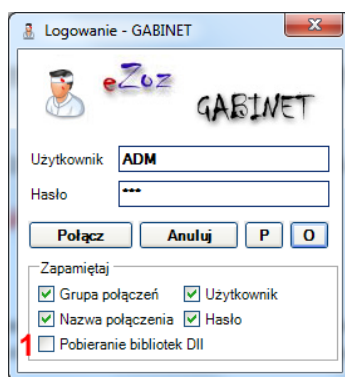 Logowanie - GABINET
eZoz
GABINET
Użytkownik ADM
Hasło ***
Połącz Anuluj P O
Zapamiętaj
Grupa połączeń Użytkownik
Nazwa połączenia Hasło
1 Pobieranie bibliotek Dll